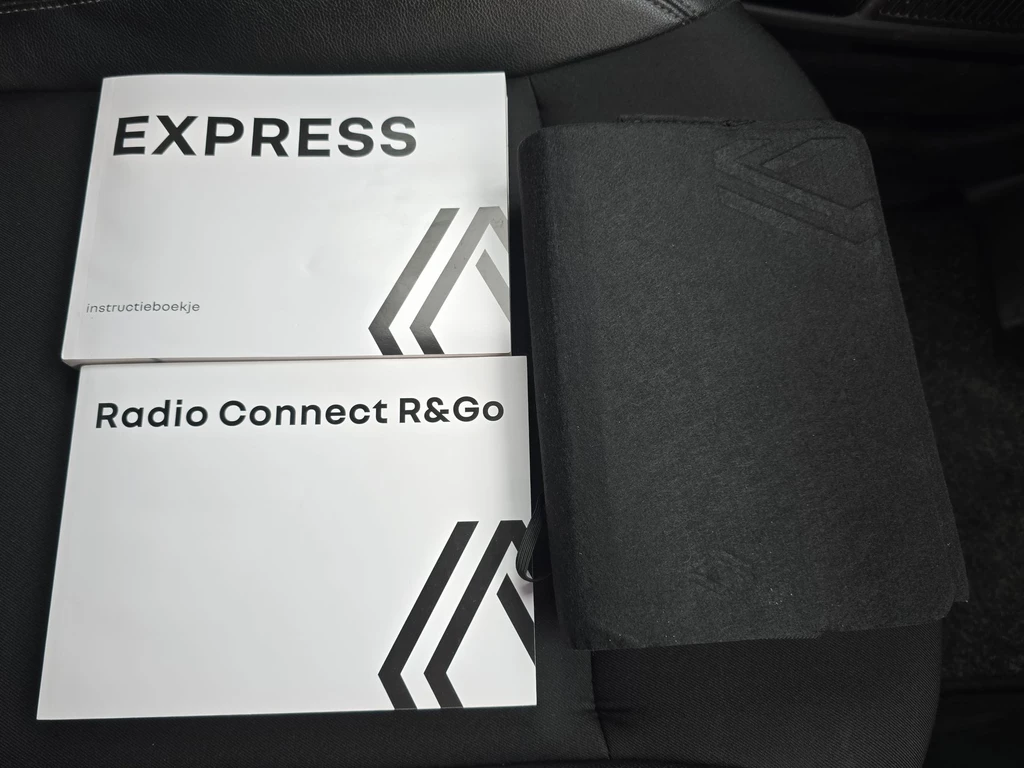 EXPRESS
instructieboekje
Radio Connect R&Go